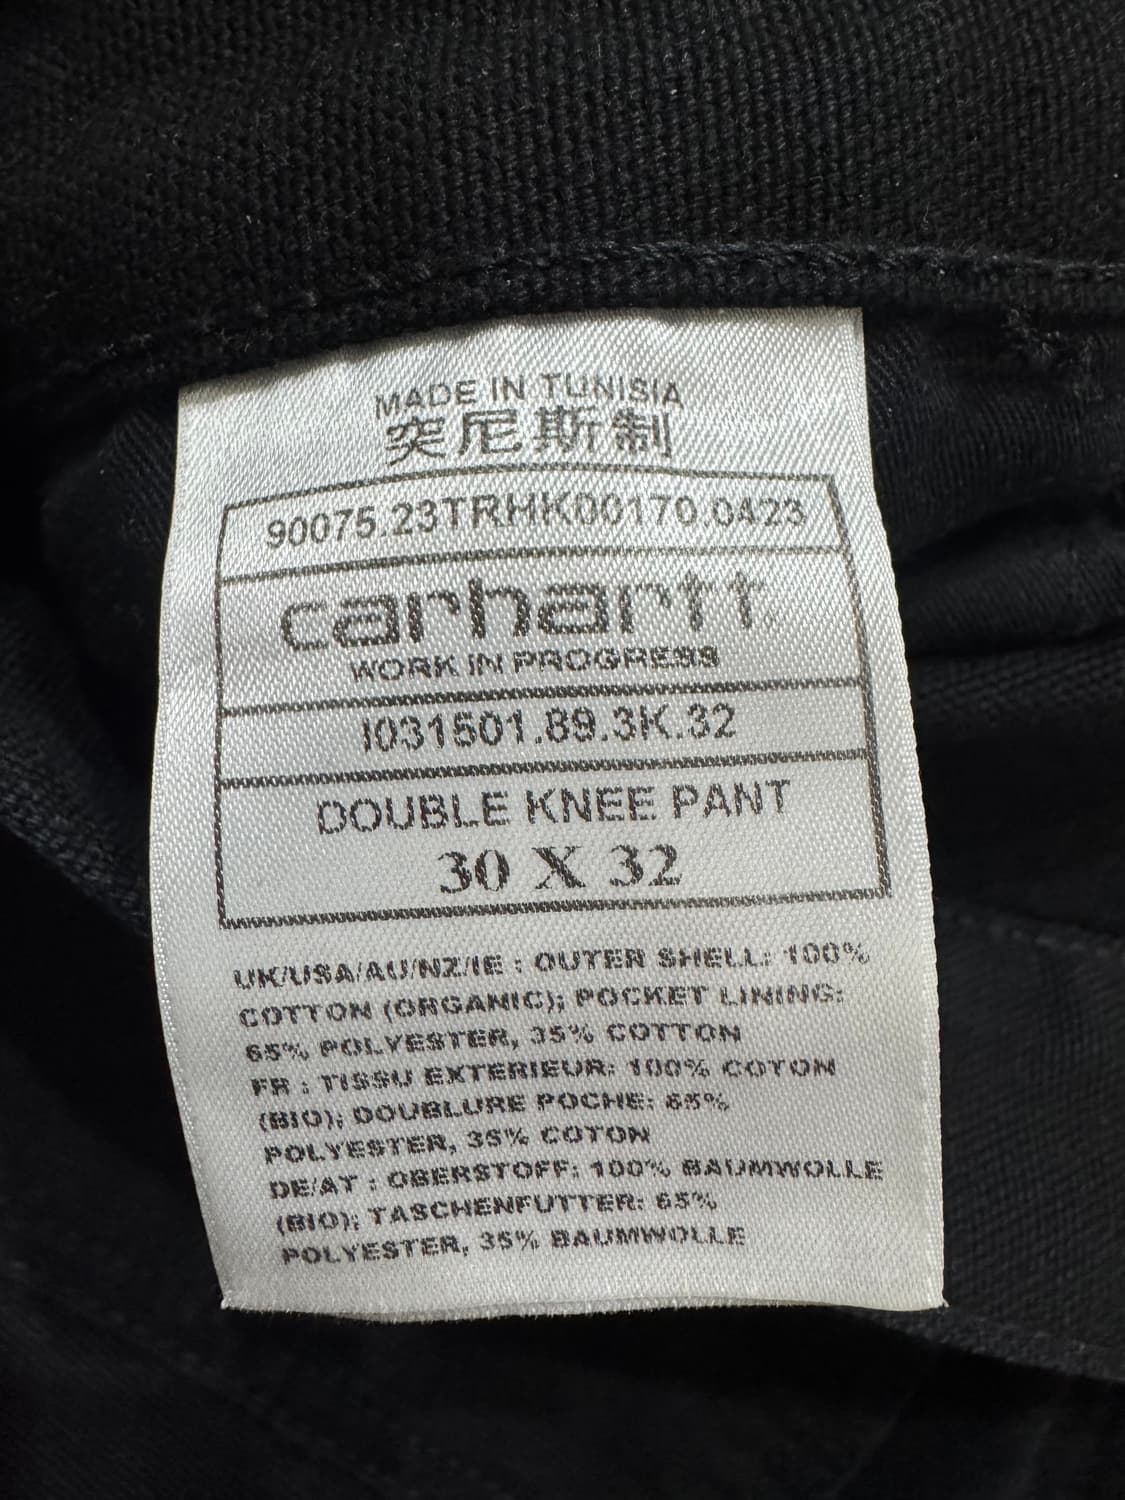 MADE IN TUNISIA
突尼斯制
90075.23TRHK00170.0423
carhartt®
WORK IN PROGRESS
I031501.89.3K.32
DOUBLE KNEE PANT
30 X 32
UK/USA/AU/NZ/IE : OUTER SHELL: 100%
COTTON (ORGANIC); POCKET LINING:
65% POLYESTER, 35% COTTON
FR : TISSU EXTERIEUR: 100% COTON
(BIO); DOUBLURE POCHE: 65%
POLYESTER, 35% COTON
DE/AT : OBERSTOFF: 100% BAUMWOLLE
(BIO); TASCHENFUTTER: 65%
POLYESTER, 35% BAUMWOLLE